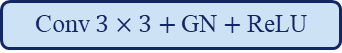 Conv 3 × 3 + GN + ReLU